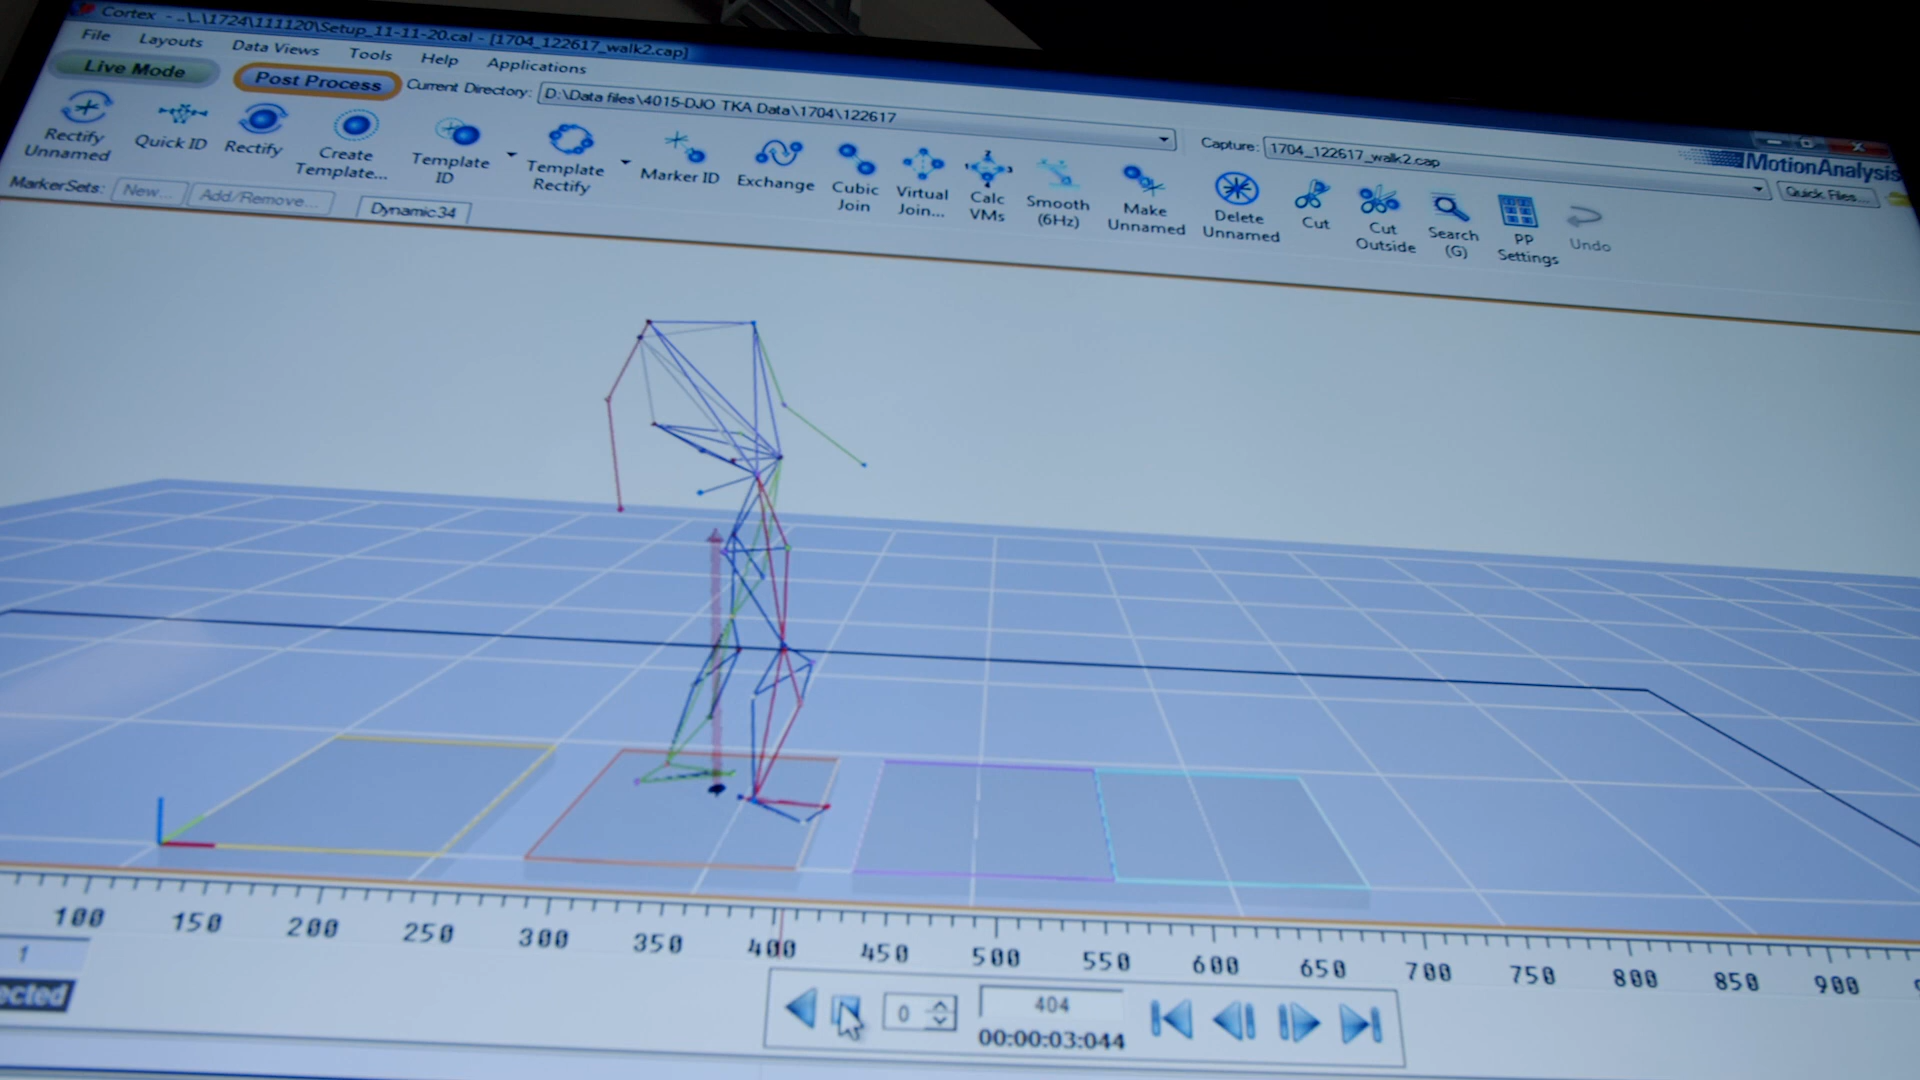 Cortex - ..\..\1724\111120\Setup_11-11-20.cal - [1704_122617_walk2.cap]
File Layouts Data Views Tools Help Applications
Live Mode Post Process Current Directory: D:\Data files\4015-DJO TKA Data\1704\122617 Capture: 1704_122617_walk2.cap MotionAnalysis
Rectify Unnamed
Quick ID
Rectify
Create Template...
Template ID
Template Rectify
Marker ID
Exchange
Cubic Join
Virtual Join...
Calc VMs
Smooth (6Hz)
Make Unnamed
Delete Unnamed
Cut
Cut Outside
Search (G)
PP Settings
Undo
Quick Files...
MarkerSets: New... Add/Remove... Dynamic34
100 150 200 250 300 350 400 450 500 550 600 650 700 750 800 850 900
1
ected
0 404
00:00:03:044